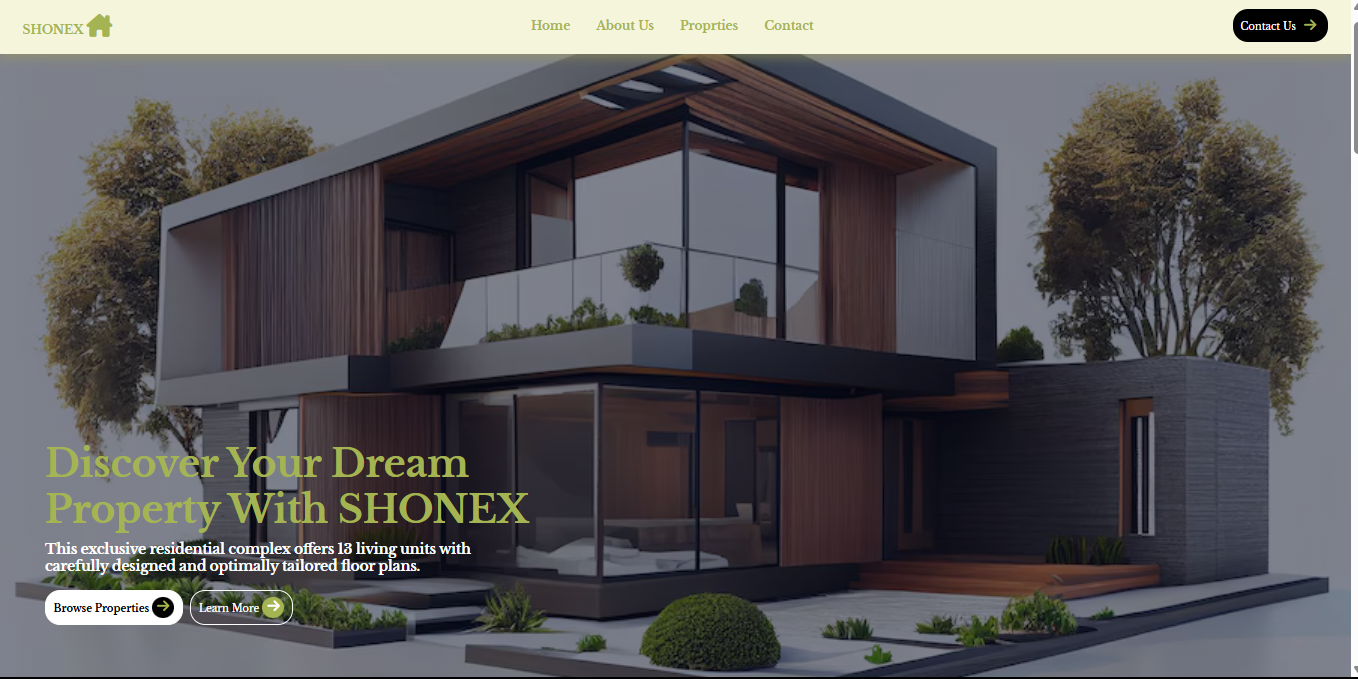 SHONEX
Home
About Us
Proprties
Contact
Contact Us
Discover Your Dream
Property With SHONEX
This exclusive residential complex offers 13 living units with
carefully designed and optimally tailored floor plans.
Browse Properties
Learn More